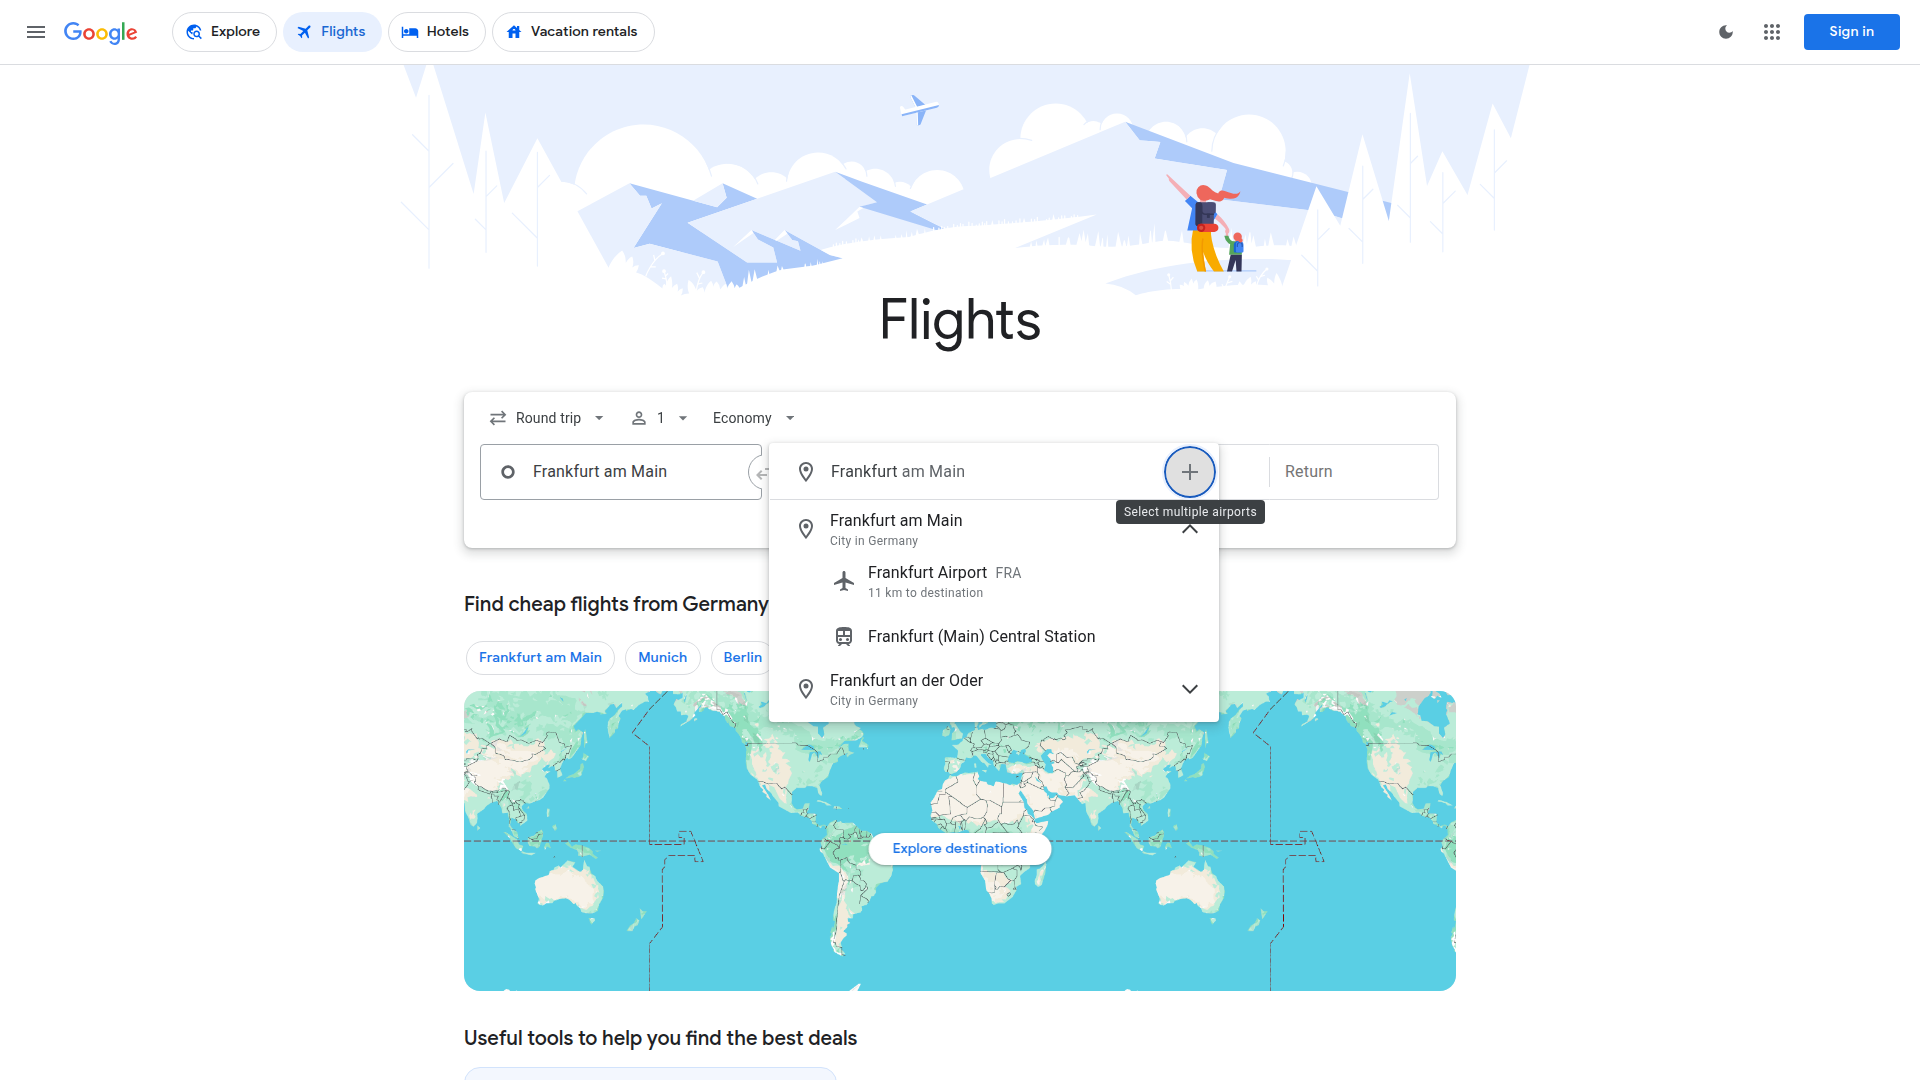 Google
Explore
Flights
Hotels
Vacation rentals
Sign in
Flights
Round trip
1
Economy
Frankfurt am Main
Frankfurt am Main
Return
Select multiple airports
Frankfurt am Main
City in Germany
Frankfurt Airport FRA
11 km to destination
Frankfurt (Main) Central Station
Frankfurt an der Oder
City in Germany
Find cheap flights from Germany
Frankfurt am Main
Munich
Berlin
Explore destinations
Useful tools to help you find the best deals